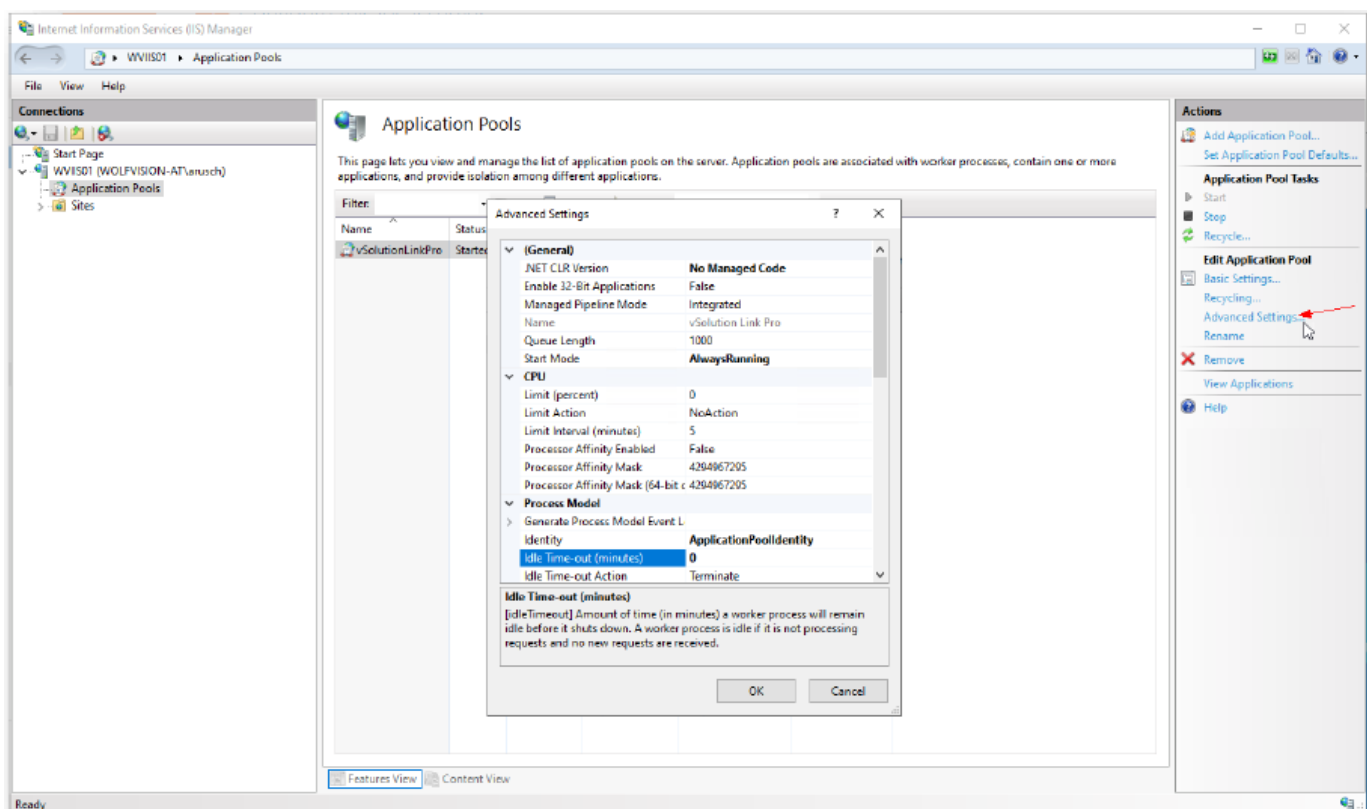 Internet Information Services (IIS) Manager
WVIIS01 Application Pools
File View Help
Connections
Start Page
WVIIS01 (WOLFVISION-AT\arusch)
Application Pools
Sites
Application Pools
This page lets you view and manage the list of application pools on the server. Application pools are associated with worker processes, contain one or more
applications, and provide isolation among different applications.
Filter:
Name Status
vSolutionLinkPro Started
Advanced Settings ?
(General)
.NET CLR Version No Managed Code
Enable 32-Bit Applications False
Managed Pipeline Mode Integrated
Name vSolution Link Pro
Queue Length 1000
Start Mode AlwaysRunning
CPU
Limit (percent) 0
Limit Action NoAction
Limit Interval (minutes) 5
Processor Affinity Enabled False
Processor Affinity Mask 4294967295
Processor Affinity Mask (64-bit c 4294967295
Process Model
Generate Process Model Event L
Identity ApplicationPoolIdentity
Idle Time-out (minutes) 0
Idle Time-out Action Terminate
Idle Time-out (minutes)
[idleTimeout] Amount of time (in minutes) a worker process will remain
idle before it shuts down. A worker process is idle if it is not processing
requests and no new requests are received.
OK Cancel
Features View Content View
Actions
Add Application Pool...
Set Application Pool Defaults...
Application Pool Tasks
Start
Stop
Recycle...
Edit Application Pool
Basic Settings...
Recycling...
Advanced Settings...
Rename
Remove
View Applications
Help
Ready